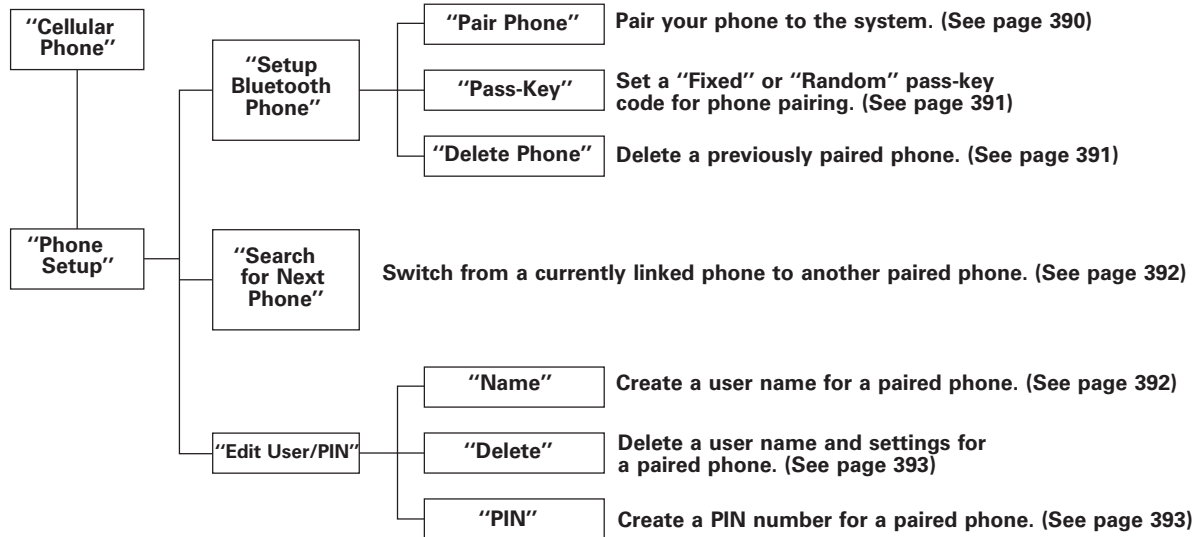 ‘‘Cellular
Phone’’
‘‘Phone
Setup’’
‘‘Setup
Bluetooth
Phone’’
‘‘Pair Phone’’
Pair your phone to the system. (See page 390)
‘‘Pass-Key’’
Set a ‘‘Fixed’’ or ‘‘Random’’ pass-key
code for phone pairing. (See page 391)
‘‘Delete Phone’’
Delete a previously paired phone. (See page 391)
‘‘Search
for Next
Phone’’
Switch from a currently linked phone to another paired phone. (See page 392)
‘‘Edit User/PIN’’
‘‘Name’’
Create a user name for a paired phone. (See page 392)
‘‘Delete’’
Delete a user name and settings for
a paired phone. (See page 393)
‘‘PIN’’
Create a PIN number for a paired phone. (See page 393)